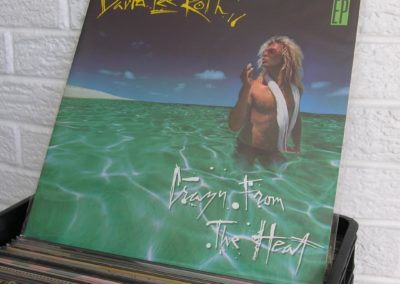 David Lee Roth
EP
Crazy From
The Heat